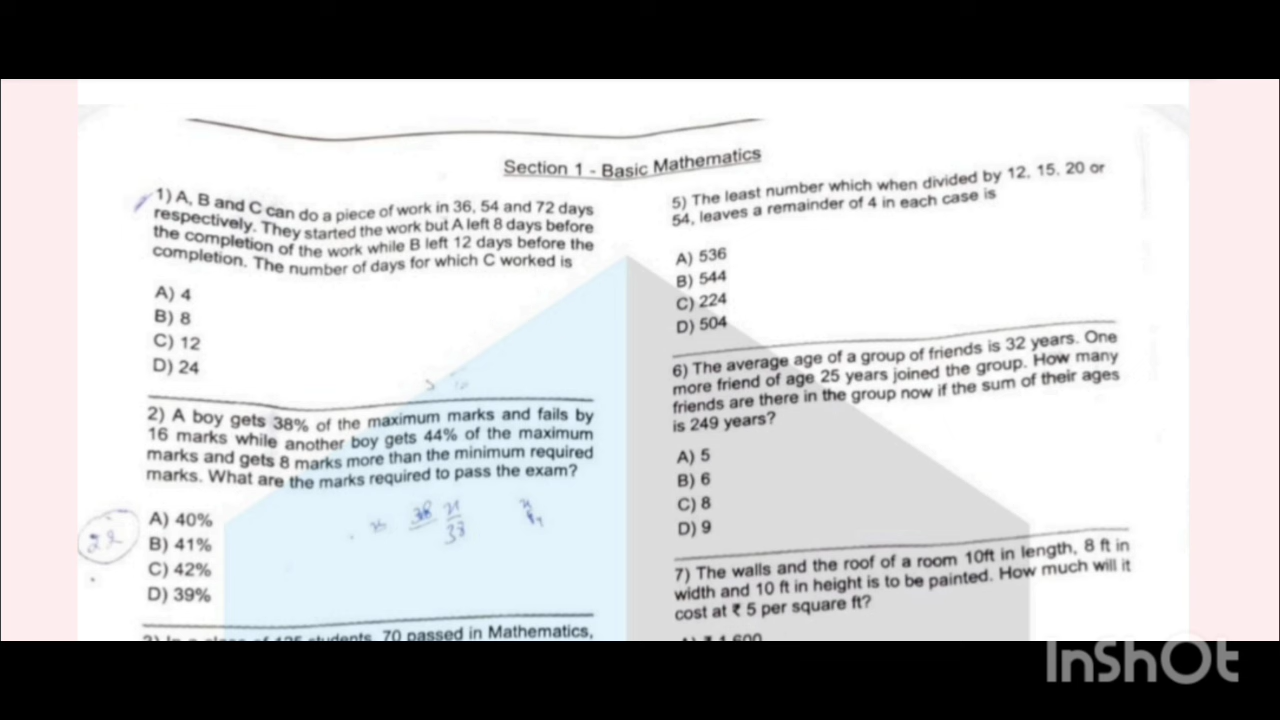 Section 1 - Basic Mathematics
1) A, B and C can do a piece of work in 36, 54 and 72 days
respectively. They started the work but A left 8 days before
the completion of the work while B left 12 days before the
completion. The number of days for which C worked is
A) 4
B) 8
C) 12
D) 24
2) A boy gets 38% of the maximum marks and fails by
16 marks while another boy gets 44% of the maximum
marks and gets 8 marks more than the minimum required
marks. What are the marks required to pass the exam?
A) 40%
B) 41%
C) 42%
D) 39%
students, 70 passed in Mathematics,
5) The least number which when divided by 12, 15, 20 or
54, leaves a remainder of 4 in each case is
A) 536
B) 544
C) 224
D) 504
6) The average age of a group of friends is 32 years. One
more friend of age 25 years joined the group. How many
friends are there in the group now if the sum of their ages
is 249 years?
A) 5
B) 6
C) 8
D) 9
7) The walls and the roof of a room 10ft in length, 8 ft in
width and 10 ft in height is to be painted. How much will it
cost at ₹ 5 per square ft?
InShOt